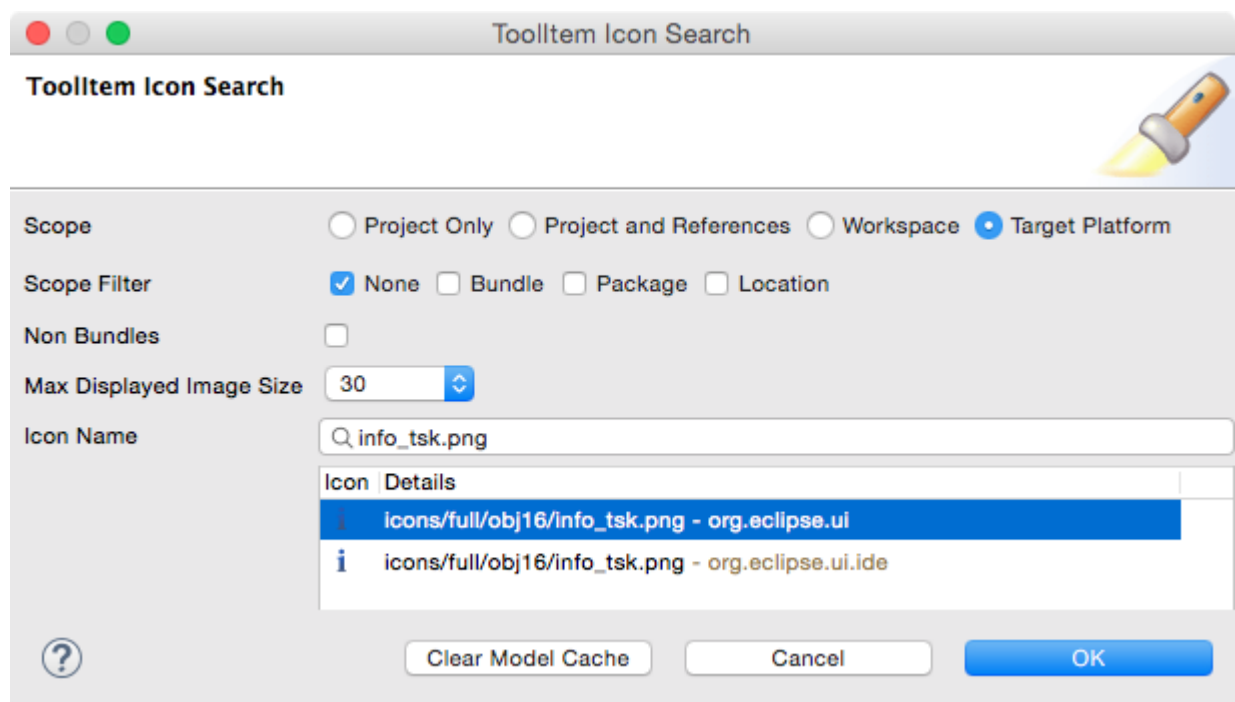 ToolItem Icon Search
ToolItem Icon Search
Scope Project Only Project and References Workspace Target Platform
Scope Filter None Bundle Package Location
Non Bundles
Max Displayed Image Size 30
Icon Name info_tsk.png
Icon Details
icons/full/obj16/info_tsk.png - org.eclipse.ui
icons/full/obj16/info_tsk.png - org.eclipse.ui.ide
? Clear Model Cache Cancel OK